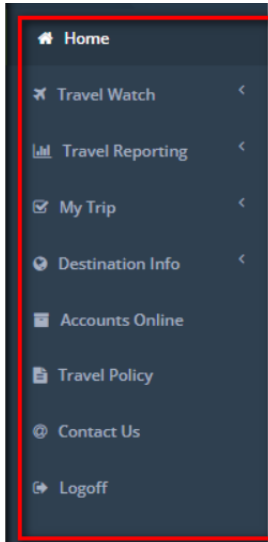 Home
Travel Watch
Travel Reporting
My Trip
Destination Info
Accounts Online
Travel Policy
Contact Us
Logoff